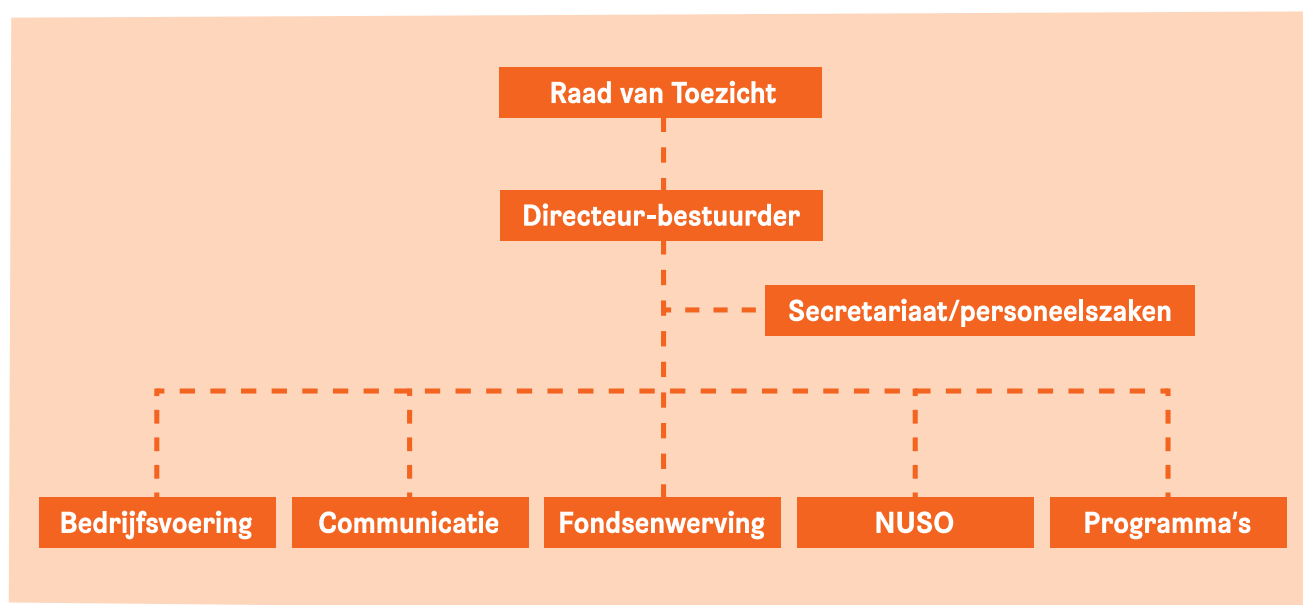 Raad van Toezicht
Directeur-bestuurder
Secretariaat/personeelszaken
Bedrijfsvoering
Communicatie
Fondsenwerving
NUSO
Programma's